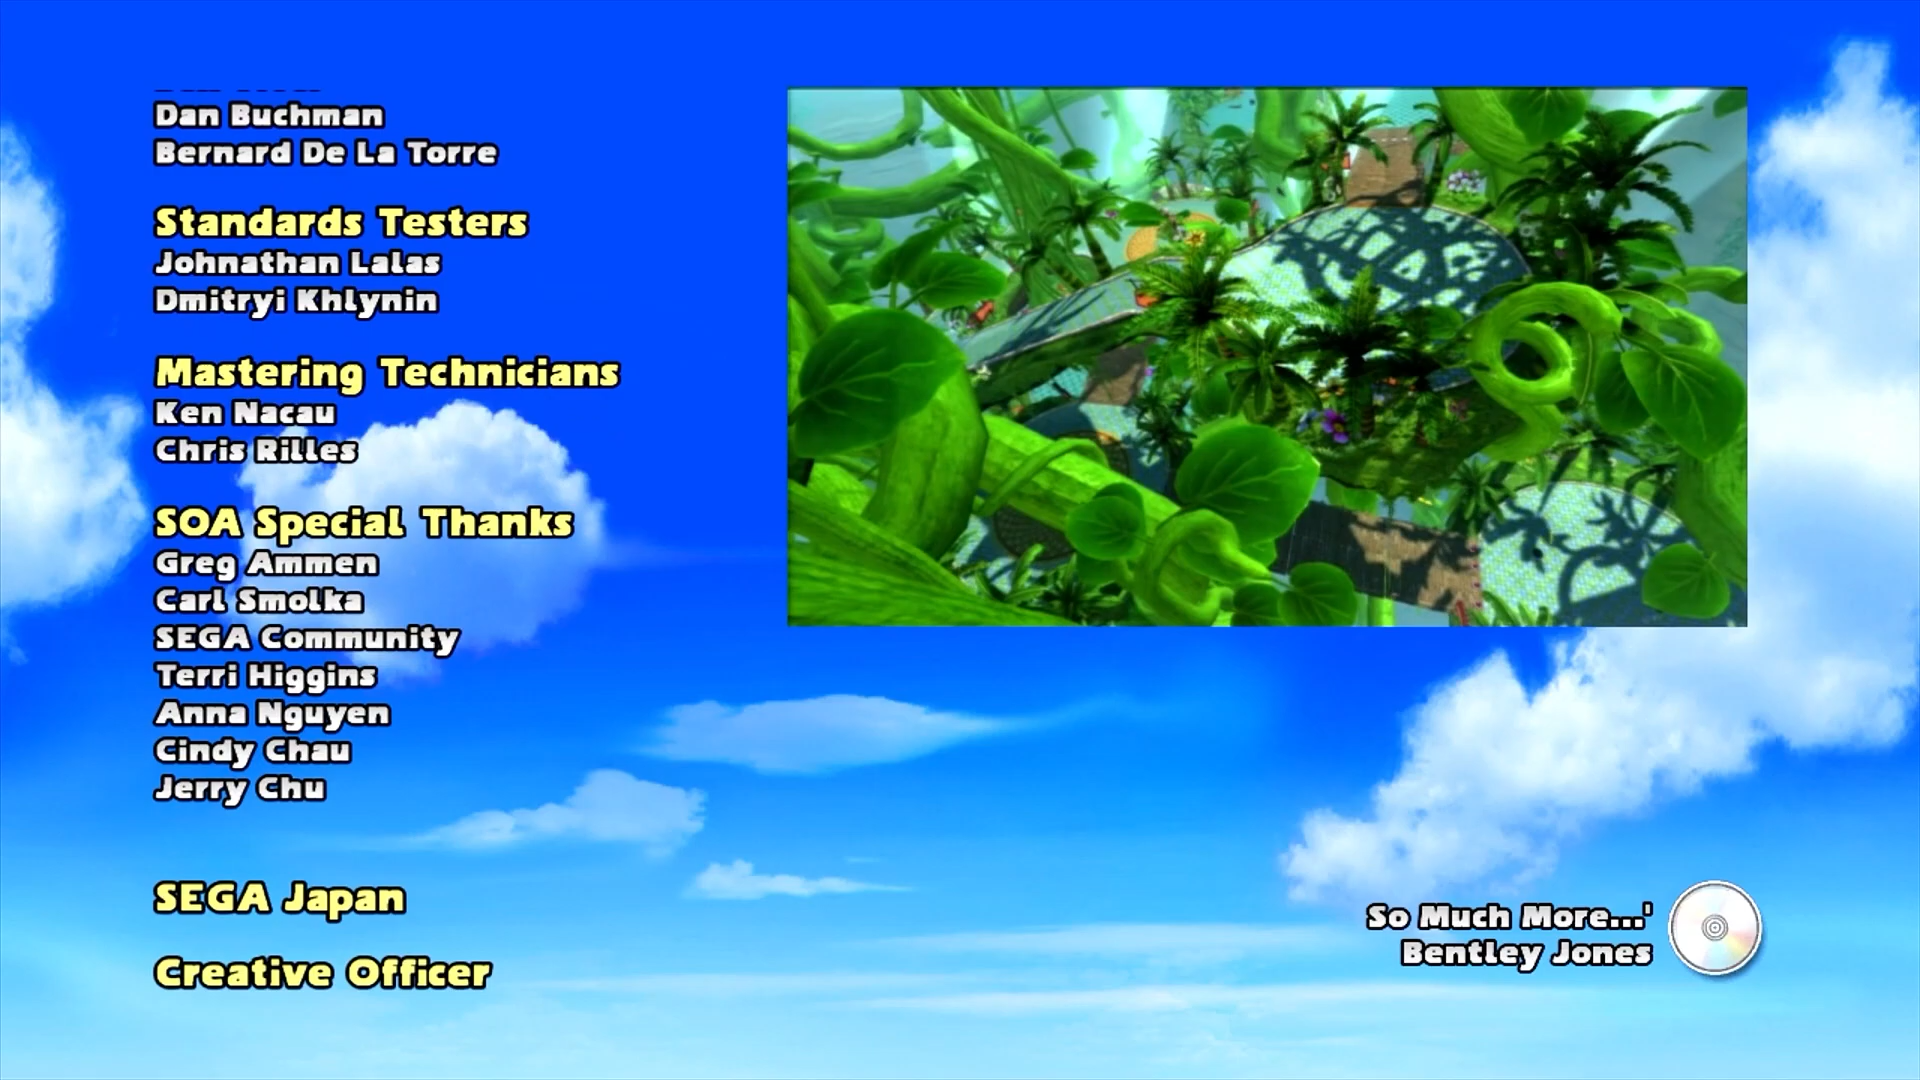 Dan Buchman
Bernard De La Torre
Standards Testers
Johnathan Lalas
Dmitryi Khlynin
Mastering Technicians
Ken Nacau
Chris Rilles
SOA Special Thanks
Greg Ammen
Carl Smolka
SEGA Community
Terri Higgins
Anna Nguyen
Cindy Chau
Jerry Chu
SEGA Japan
Creative Officer
So Much More...'
Bentley Jones